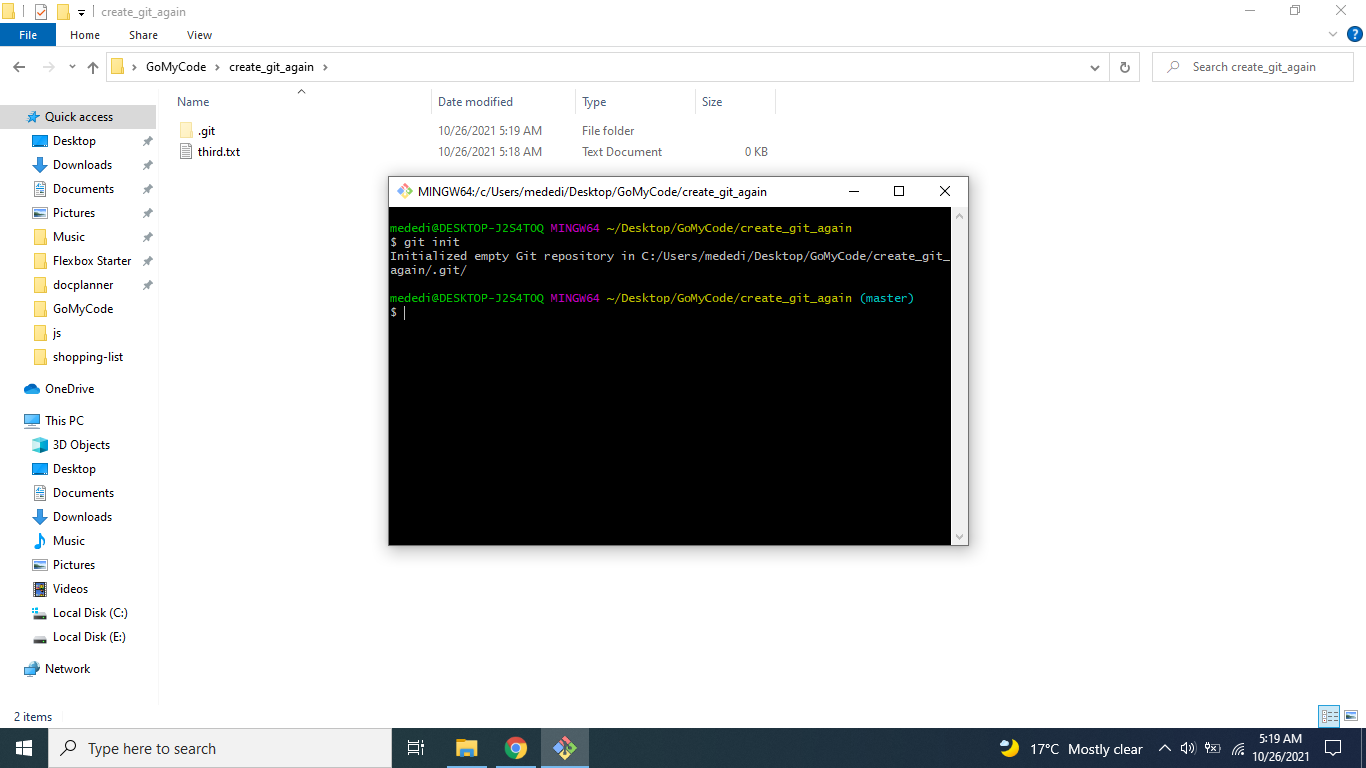 create_git_again
File Home Share View
GoMyCode create_git_again
Search create_git_again
Name Date modified Type Size
.git 10/26/2021 5:19 AM File folder
third.txt 10/26/2021 5:18 AM Text Document 0 KB
Quick access
Desktop
Downloads
Documents
Pictures
Music
Flexbox Starter
docplanner
GoMyCode
js
shopping-list
OneDrive
This PC
3D Objects
Desktop
Documents
Downloads
Music
Pictures
Videos
Local Disk (C:)
Local Disk (E:)
Network
2 items
MINGW64:/c/Users/mededi/Desktop/GoMyCode/create_git_again
mededi@DESKTOP-J2S4TOQ MINGW64 ~/Desktop/GoMyCode/create_git_again
$ git init
Initialized empty Git repository in C:/Users/mededi/Desktop/GoMyCode/create_git_
again/.git/
mededi@DESKTOP-J2S4TOQ MINGW64 ~/Desktop/GoMyCode/create_git_again (master)
$
Type here to search
17°C Mostly clear
5:19 AM
10/26/2021